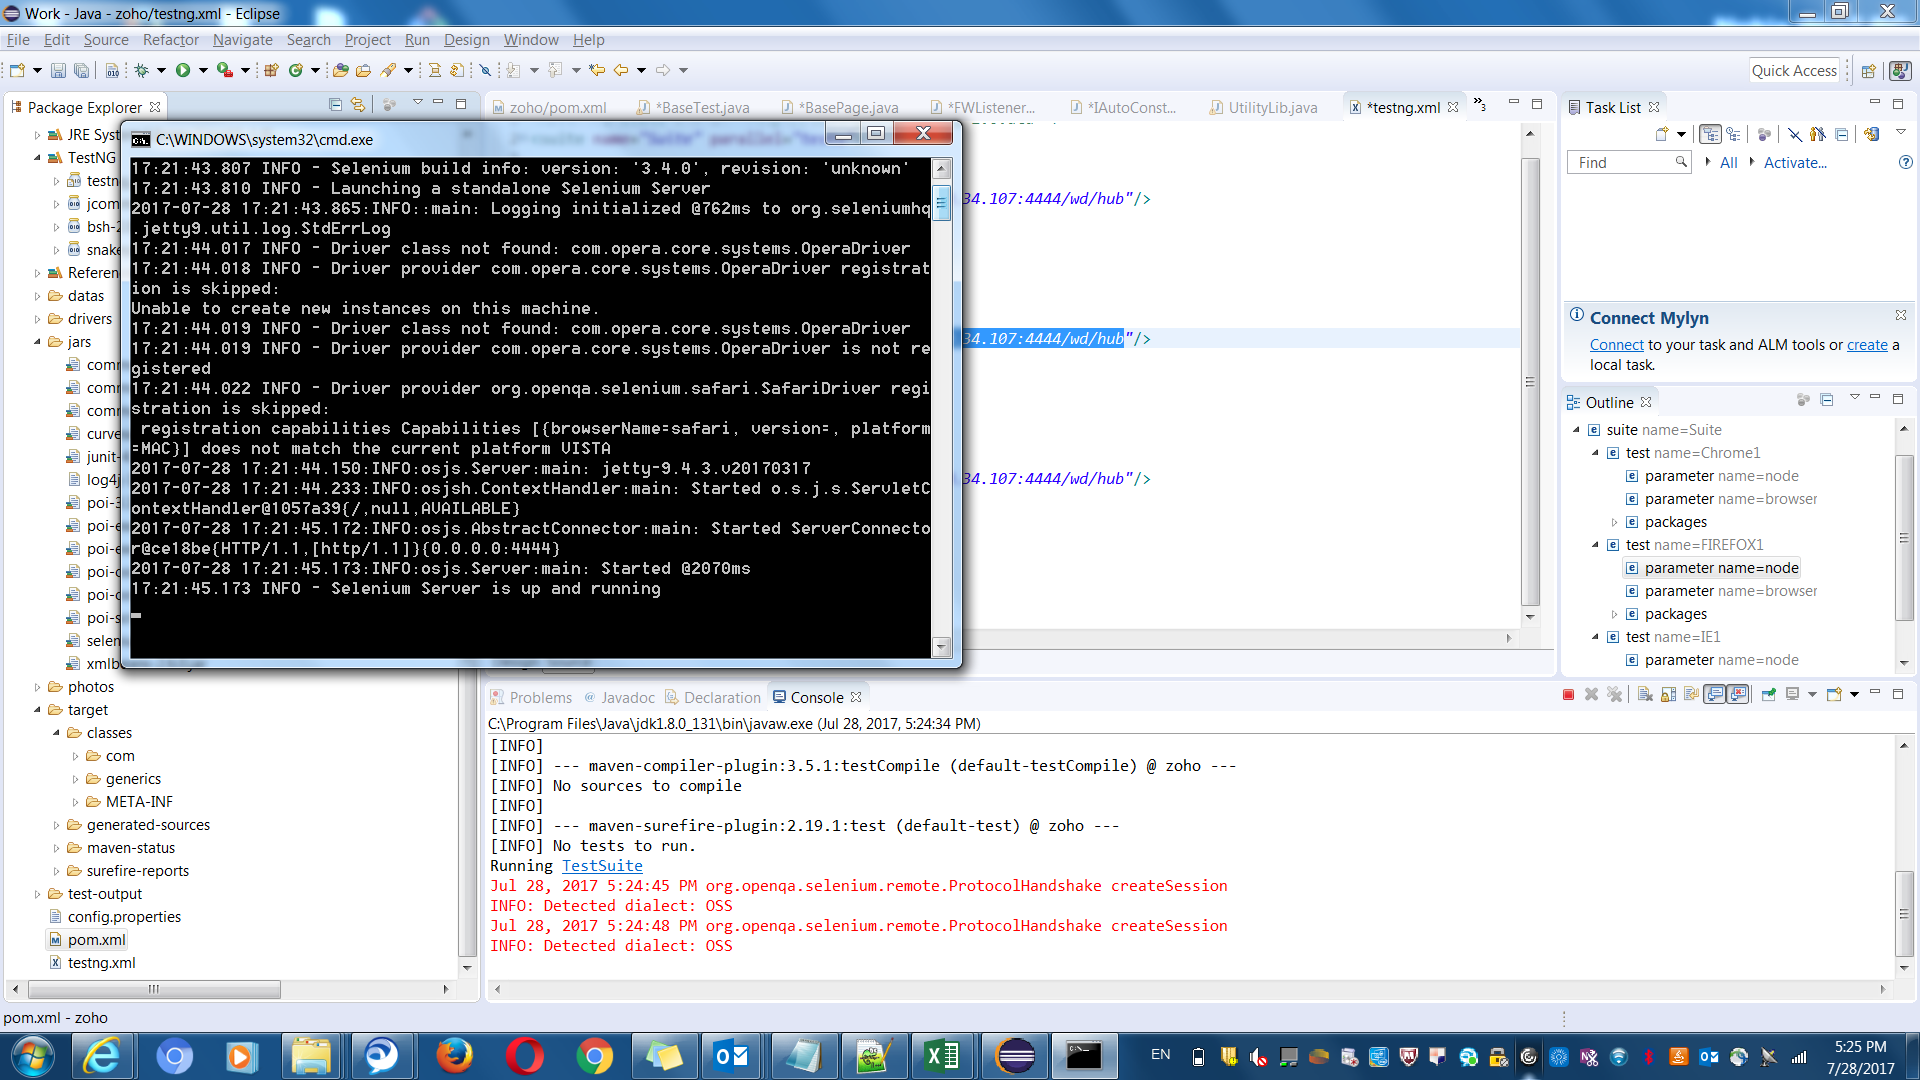 Work - Java - zoho/testng.xml - Eclipse
File Edit Source Refactor Navigate Search Project Run Design Window Help
Quick Access
Package Explorer
zoho/pom.xml *BaseTest.java *BasePage.java *FWListener... *IAutoConst... UtilityLib.java *testng.xml
Task List
JRE Sy
TestNG
testn
jcom
bsh-2
snake
Referen
datas
drivers
jars
comr
comr
comr
curve
junit-
log4j
poi-3
poi-e
poi-e
poi-c
poi-c
poi-s
selen
xmlb
photos
target
classes
com
generics
META-INF
generated-sources
maven-status
surefire-reports
test-output
config.properties
pom.xml
testng.xml
C:\WINDOWS\system32\cmd.exe
17:21:43.807 INFO - Selenium build info: version: '3.4.0', revision: 'unknown'
17:21:43.810 INFO - Launching a standalone Selenium Server
2017-07-28 17:21:43.865:INFO::main: Logging initialized @762ms to org.seleniumhq
.jetty9.util.log.StdErrLog
17:21:44.017 INFO - Driver class not found: com.opera.core.systems.OperaDriver
17:21:44.018 INFO - Driver provider com.opera.core.systems.OperaDriver registrat
ion is skipped:
Unable to create new instances on this machine.
17:21:44.019 INFO - Driver class not found: com.opera.core.systems.OperaDriver
17:21:44.019 INFO - Driver provider com.opera.core.systems.OperaDriver is not re
gistered
17:21:44.022 INFO - Driver provider org.openqa.selenium.safari.SafariDriver regi
stration is skipped:
registration capabilities Capabilities [{browserName=safari, version=, platform
=MAC}] does not match the current platform VISTA
2017-07-28 17:21:44.150:INFO:osjs.Server:main: jetty-9.4.3.v20170317
2017-07-28 17:21:44.233:INFO:osjsh.ContextHandler:main: Started o.s.j.s.ServletC
ontextHandler@1057a39{/,null,AVAILABLE}
2017-07-28 17:21:45.172:INFO:osjs.AbstractConnector:main: Started ServerConnecto
r@ce18be{HTTP/1.1,[http/1.1]}{0.0.0.0:4444}
2017-07-28 17:21:45.173:INFO:osjs.Server:main: Started @2070ms
17:21:45.173 INFO - Selenium Server is up and running
34.107:4444/wd/hub"/>
34.107:4444/wd/hub"/>
34.107:4444/wd/hub"/>
Find All Activate...
Connect Mylyn
Connect to your task and ALM tools or create a
local task.
Outline
suite name=Suite
test name=Chrome1
parameter name=node
parameter name=browser
packages
test name=FIREFOX1
parameter name=node
parameter name=browser
packages
test name=IE1
parameter name=node
Problems @ Javadoc Declaration Console
C:\Program Files\Java\jdk1.8.0_131\bin\javaw.exe (Jul 28, 2017, 5:24:34 PM)
[INFO]
[INFO] --- maven-compiler-plugin:3.5.1:testCompile (default-testCompile) @ zoho ---
[INFO] No sources to compile
[INFO]
[INFO] --- maven-surefire-plugin:2.19.1:test (default-test) @ zoho ---
[INFO] No tests to run.
Running TestSuite
Jul 28, 2017 5:24:45 PM org.openqa.selenium.remote.ProtocolHandshake createSession
INFO: Detected dialect: OSS
Jul 28, 2017 5:24:48 PM org.openqa.selenium.remote.ProtocolHandshake createSession
INFO: Detected dialect: OSS
pom.xml - zoho
EN
5:25 PM
7/28/2017